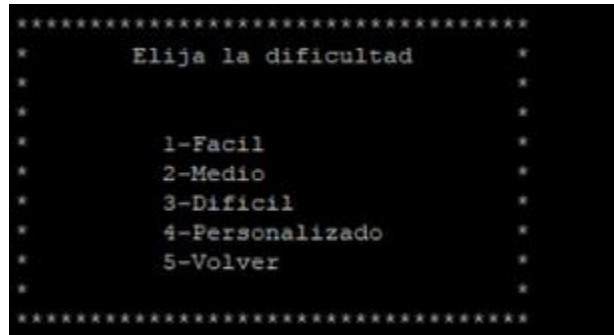 ***********************************
* Elija la dificultad *
* *
* *
* 1-Facil *
* 2-Medio *
* 3-Dificil *
* 4-Personalizado *
* 5-Volver *
* *
***********************************